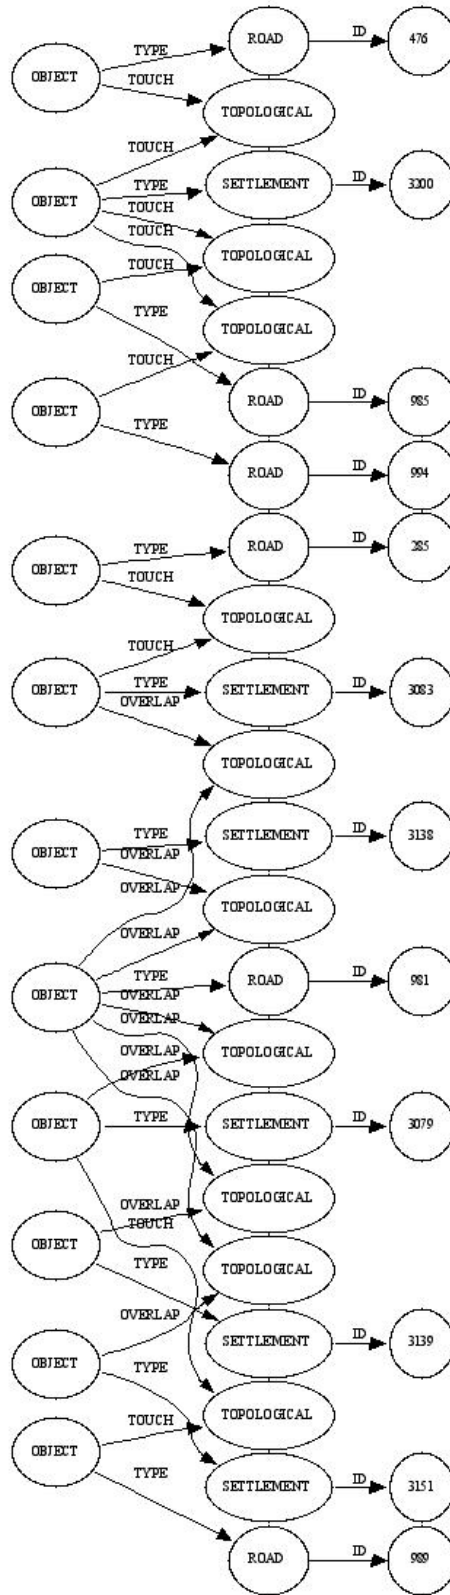 ROAD ID 476
TYPE
OBJECT
TOUCH
TOPOLOGICAL
TOUCH
SETTLEMENT ID 3200
TYPE
OBJECT
TOUCH
TOUCH
TOPOLOGICAL
TOUCH
OBJECT
TYPE
TOPOLOGICAL
TOUCH
ROAD ID 985
OBJECT
TYPE
ROAD ID 994
ROAD ID 285
TYPE
OBJECT
TOUCH
TOPOLOGICAL
TOUCH
OBJECT TYPE SETTLEMENT ID 3083
OVERLAP
TOPOLOGICAL
TYPE SETTLEMENT ID 3138
OBJECT OVERLAP
OVERLAP
TOPOLOGICAL
OVERLAP
TYPE ROAD ID 981
OBJECT OVERLAP
OVERLAP
OVERLAP TOPOLOGICAL
OVERLAP
OBJECT TYPE SETTLEMENT ID 3079
OVERLAP TOPOLOGICAL
TOUCH
OBJECT
TYPE TOPOLOGICAL
OVERLAP SETTLEMENT ID 3139
OBJECT
TYPE
TOPOLOGICAL
TOUCH
OBJECT
TYPE SETTLEMENT ID 3151
ROAD ID 989